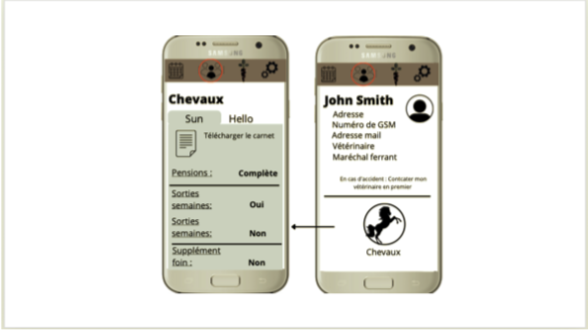 SAMSUNG
Chevaux
Sun Hello
Télécharger le carnet
Pensions : Complète
Sorties
semaines: Oui
Sorties
semaines: Non
Supplément
foin : Non
SAMSUNG
John Smith
Adresse
Numéro de GSM
Adresse mail
Vétérinaire
Maréchal ferrant
En cas d'accident : Contcater mon
vétérinaire en premier
Chevaux